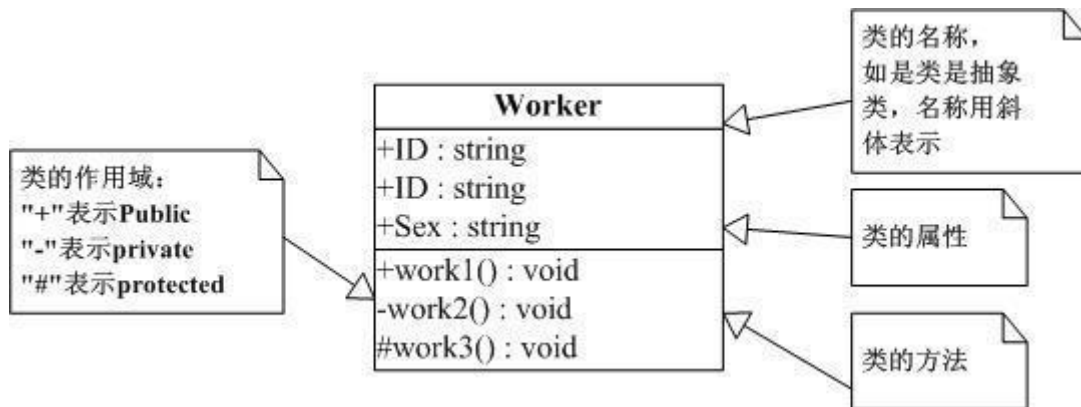 类的名称，
如是类是抽象
类，名称用斜
体表示
Worker
+ID : string
+ID : string
+Sex : string
+work1() : void
-work2() : void
#work3() : void
类的作用域：
"+"表示Public
"-"表示private
"#"表示protected
类的属性
类的方法